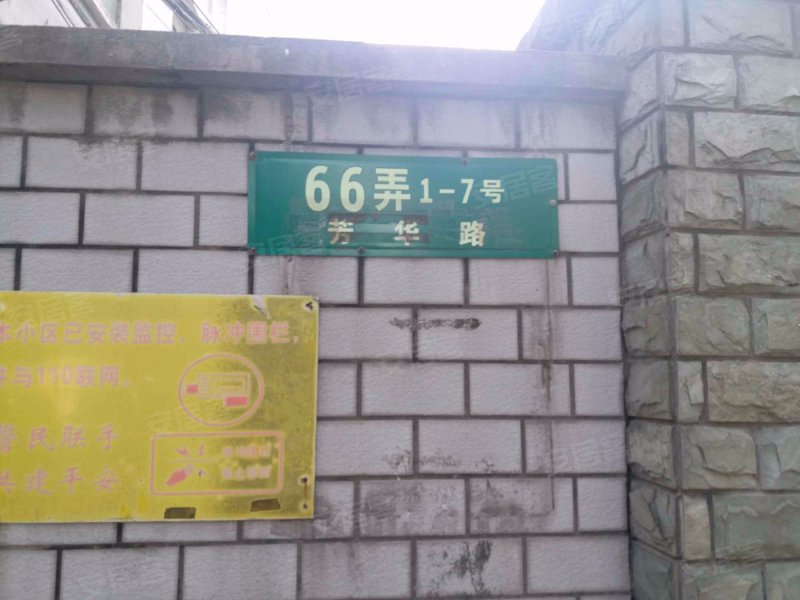 66弄1-7号
芳华路
本小区已安装监控、脉冲围栏,
并与110联网。
警民联手
共建平安